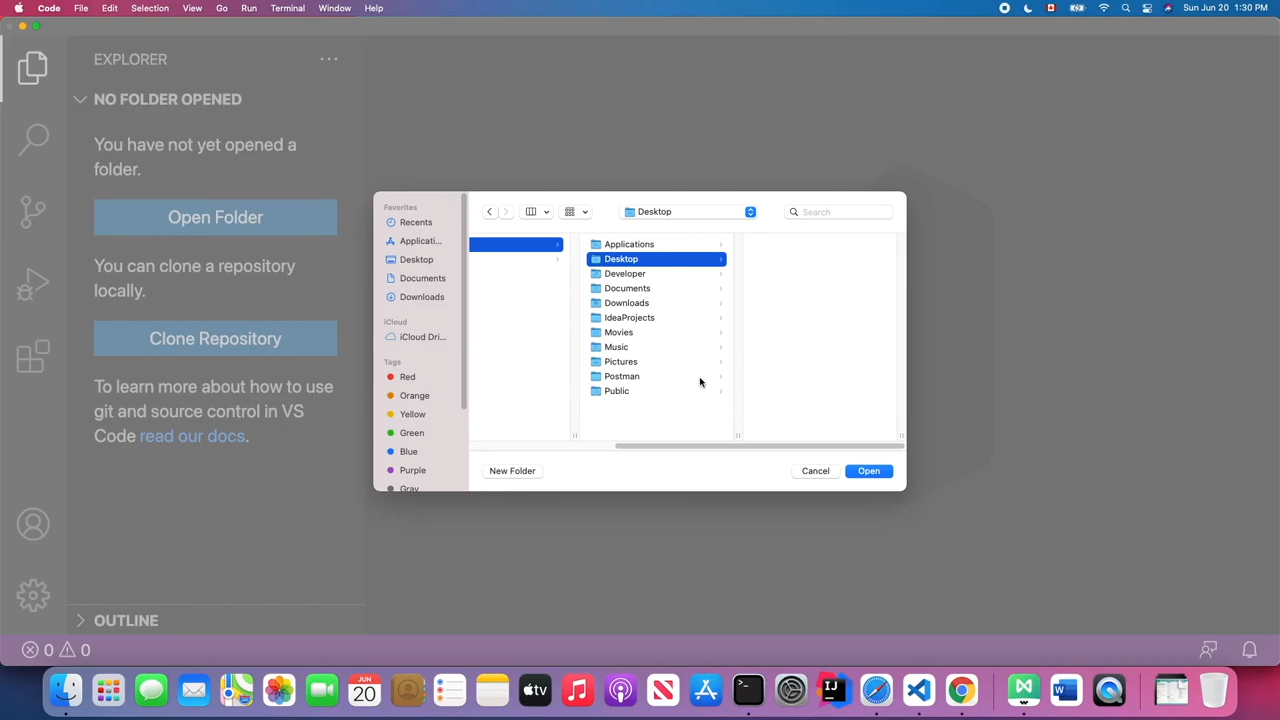 Code File Edit Selection View Go Run Terminal Window Help Sun Jun 20 1:30 PM
EXPLORER
NO FOLDER OPENED
You have not yet opened a
folder.
Open Folder
You can clone a repository
locally.
Clone Repository
To learn more about how to use
git and source control in VS
Code read our docs.
OUTLINE
0 0
Favorites
Recents
Applicati...
Desktop
Documents
Downloads
iCloud
iCloud Dri...
Tags
Red
Orange
Yellow
Green
Blue
Purple
Gray
Desktop
Search
Applications
Desktop
Developer
Documents
Downloads
IdeaProjects
Movies
Music
Pictures
Postman
Public
New Folder
Cancel
Open
JUN
20
tv
IJ
W